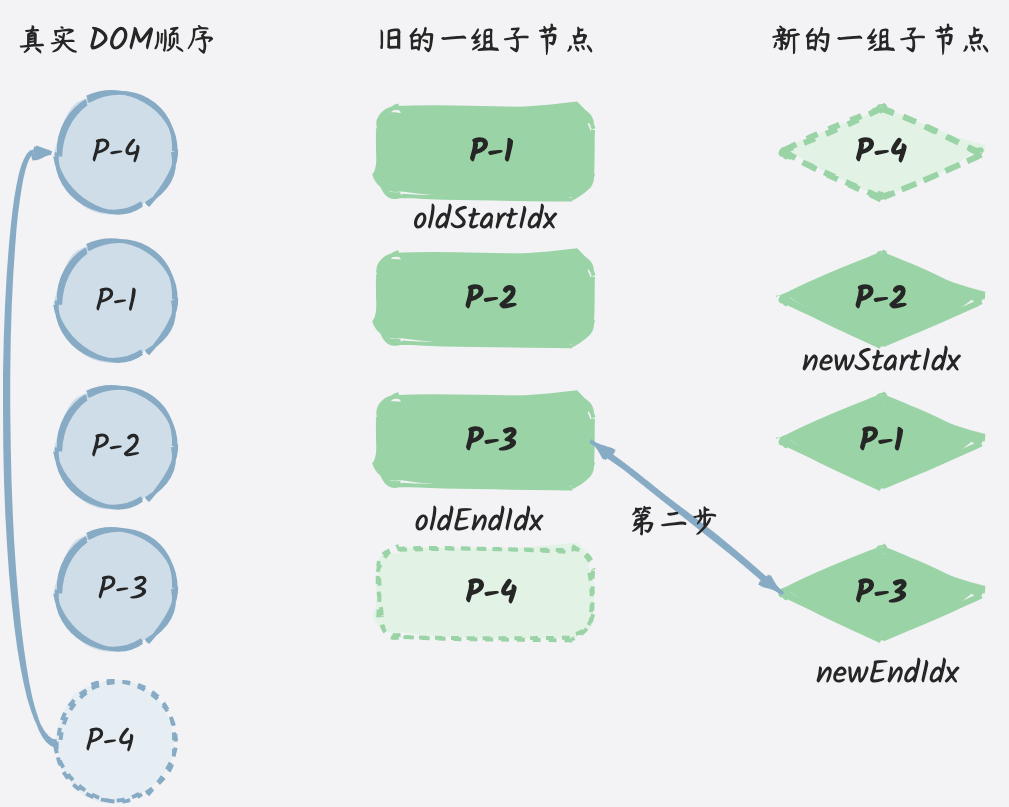 真实 DOM顺序
旧的一组子节点
新的一组子节点
P-4
P-1
P-4
oldStartIdx
P-1
P-2
P-2
newStartIdx
P-2
P-3
P-1
oldEndIdx
第二步
P-3
P-4
P-3
newEndIdx
P-4